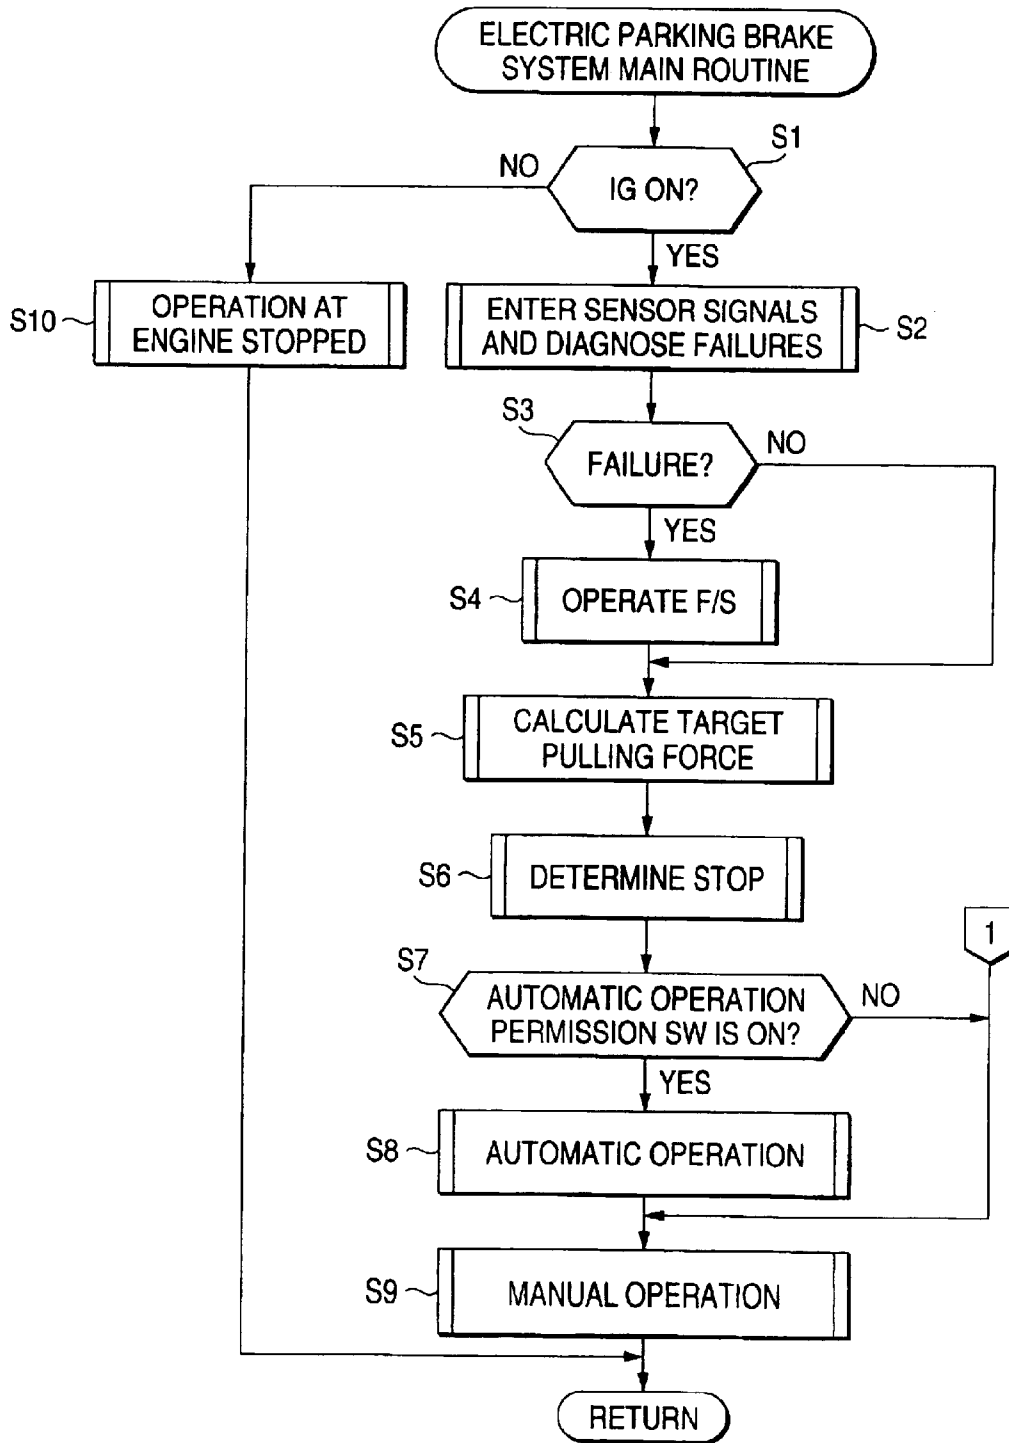 ELECTRIC PARKING BRAKE
SYSTEM MAIN ROUTINE
S1
NO
IG ON?
YES
S10
OPERATION AT
ENGINE STOPPED
ENTER SENSOR SIGNALS
AND DIAGNOSE FAILURES
S2
S3
NO
FAILURE?
YES
S4
OPERATE F/S
S5
CALCULATE TARGET
PULLING FORCE
S6
DETERMINE STOP
1
S7
AUTOMATIC OPERATION
PERMISSION SW IS ON?
NO
YES
S8
AUTOMATIC OPERATION
S9
MANUAL OPERATION
RETURN